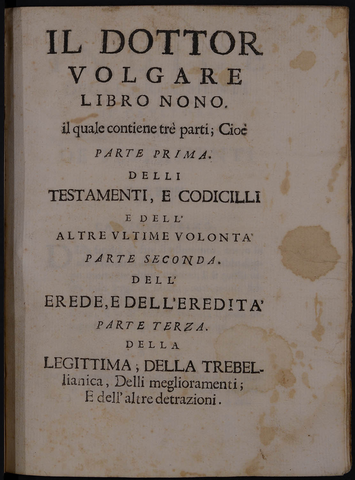 IL DOTTOR
VOLGARE
LIBRO NONO.
il quale contiene trè parti; Cioè
PARTE PRIMA.
DELLI
TESTAMENTI, E CODICILLI
E DELL'
ALTRE VLTIME VOLONTA'
PARTE SECONDA.
DELL'
EREDE, E DELL'EREDITA'
PARTE TERZA.
DELLA
LEGITTIMA; DELLA TREBEL-
lianica, Delli meglioramenti;
E dell'altre detrazioni.